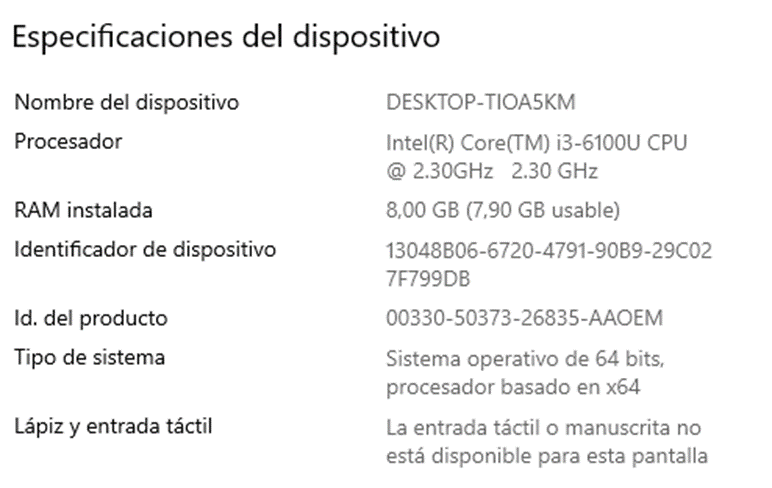 Especificaciones del dispositivo
Nombre del dispositivo DESKTOP-TIOA5KM
Procesador Intel(R) Core(TM) i3-6100U CPU
@ 2.30GHz 2.30 GHz
RAM instalada 8,00 GB (7,90 GB usable)
Identificador de dispositivo 13048B06-6720-4791-90B9-29C02
7F799DB
Id. del producto 00330-50373-26835-AAOEM
Tipo de sistema Sistema operativo de 64 bits,
procesador basado en x64
Lápiz y entrada táctil La entrada táctil o manuscrita no
está disponible para esta pantalla